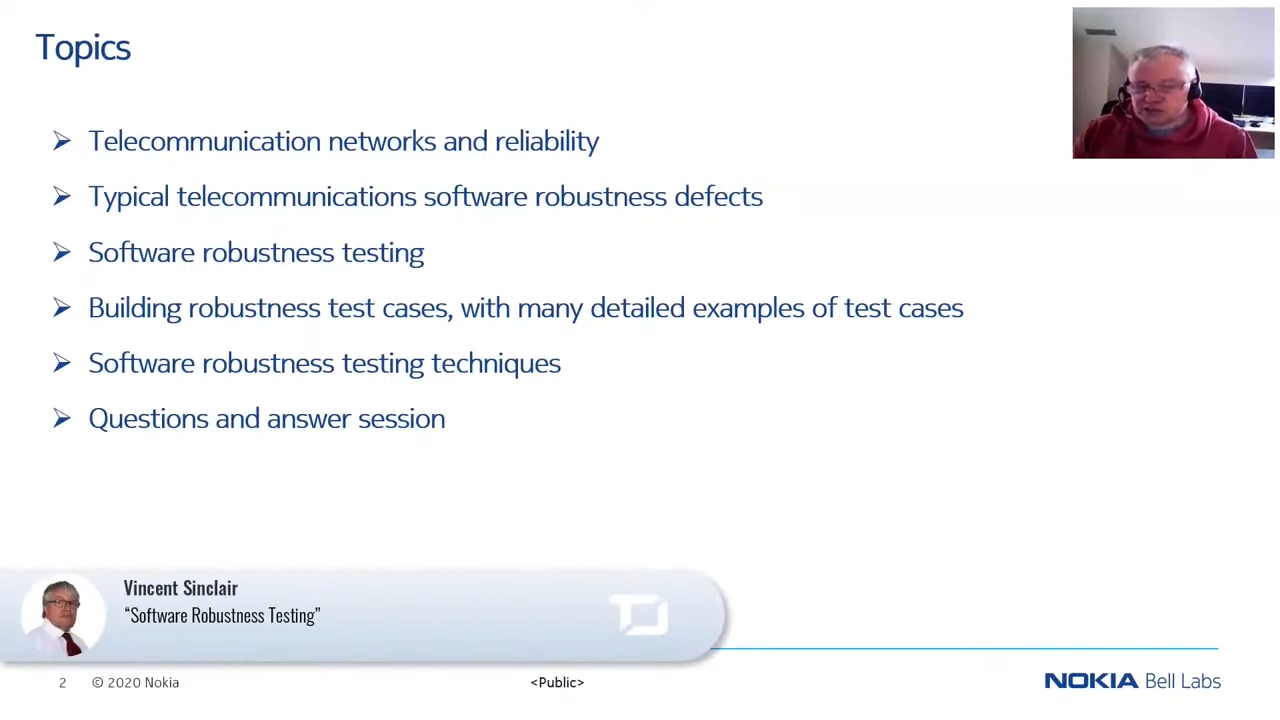 Topics
Telecommunication networks and reliability
Typical telecommunications software robustness defects
Software robustness testing
Building robustness test cases, with many detailed examples of test cases
Software robustness testing techniques
Questions and answer session
Vincent Sinclair
“Software Robustness Testing”
TJ
2 © 2020 Nokia <Public> NOKIA Bell Labs